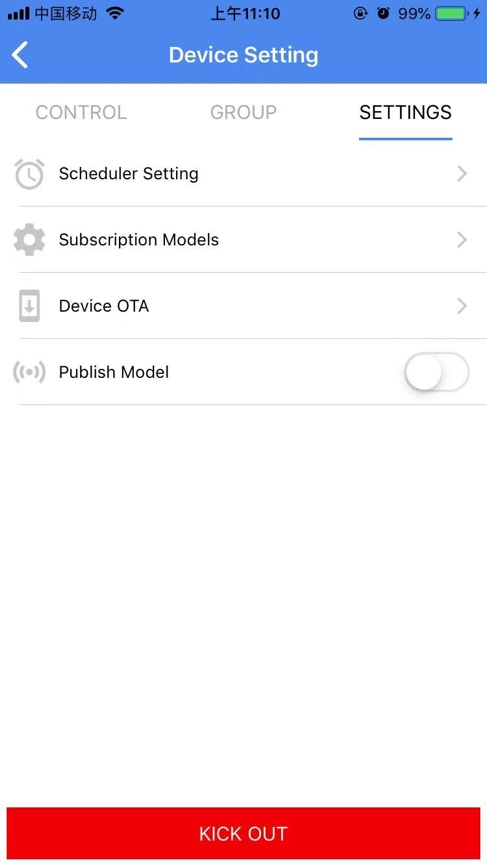 中国移动 上午11:10 99%
Device Setting
CONTROL GROUP SETTINGS
Scheduler Setting
Subscription Models
Device OTA
Publish Model
KICK OUT